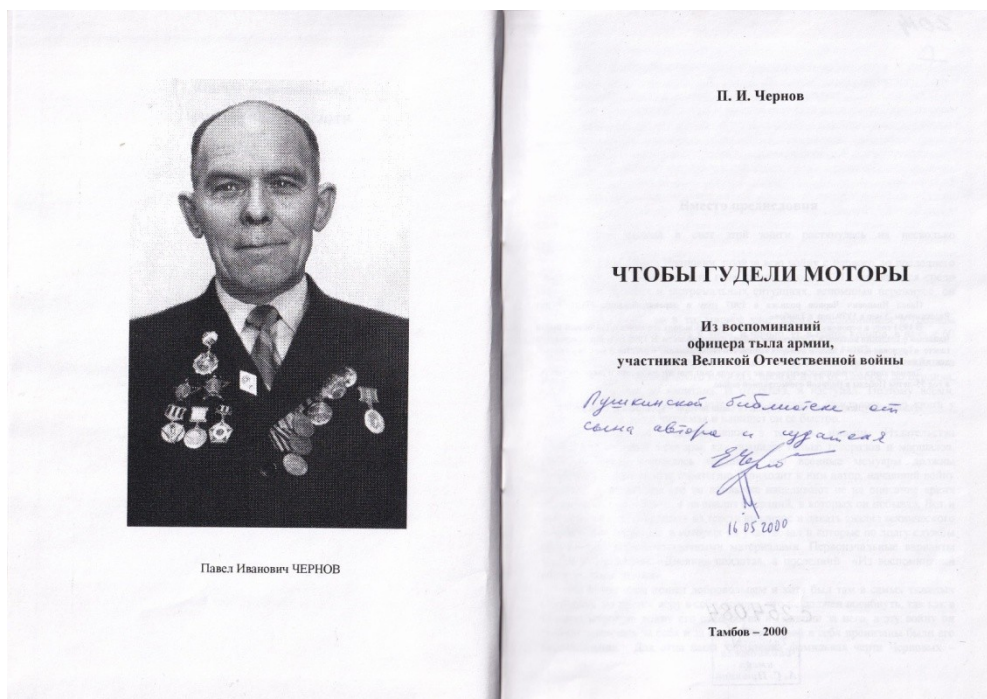 Павел Иванович ЧЕРНОВ
П. И. Чернов
ЧТОБЫ ГУДЕЛИ МОТОРЫ
Из воспоминаний
офицера тыла армии,
участника Великой Отечественной войны
Пушкинской библиотеке от
сына автора и издателя
16 05 2000
Тамбов – 2000